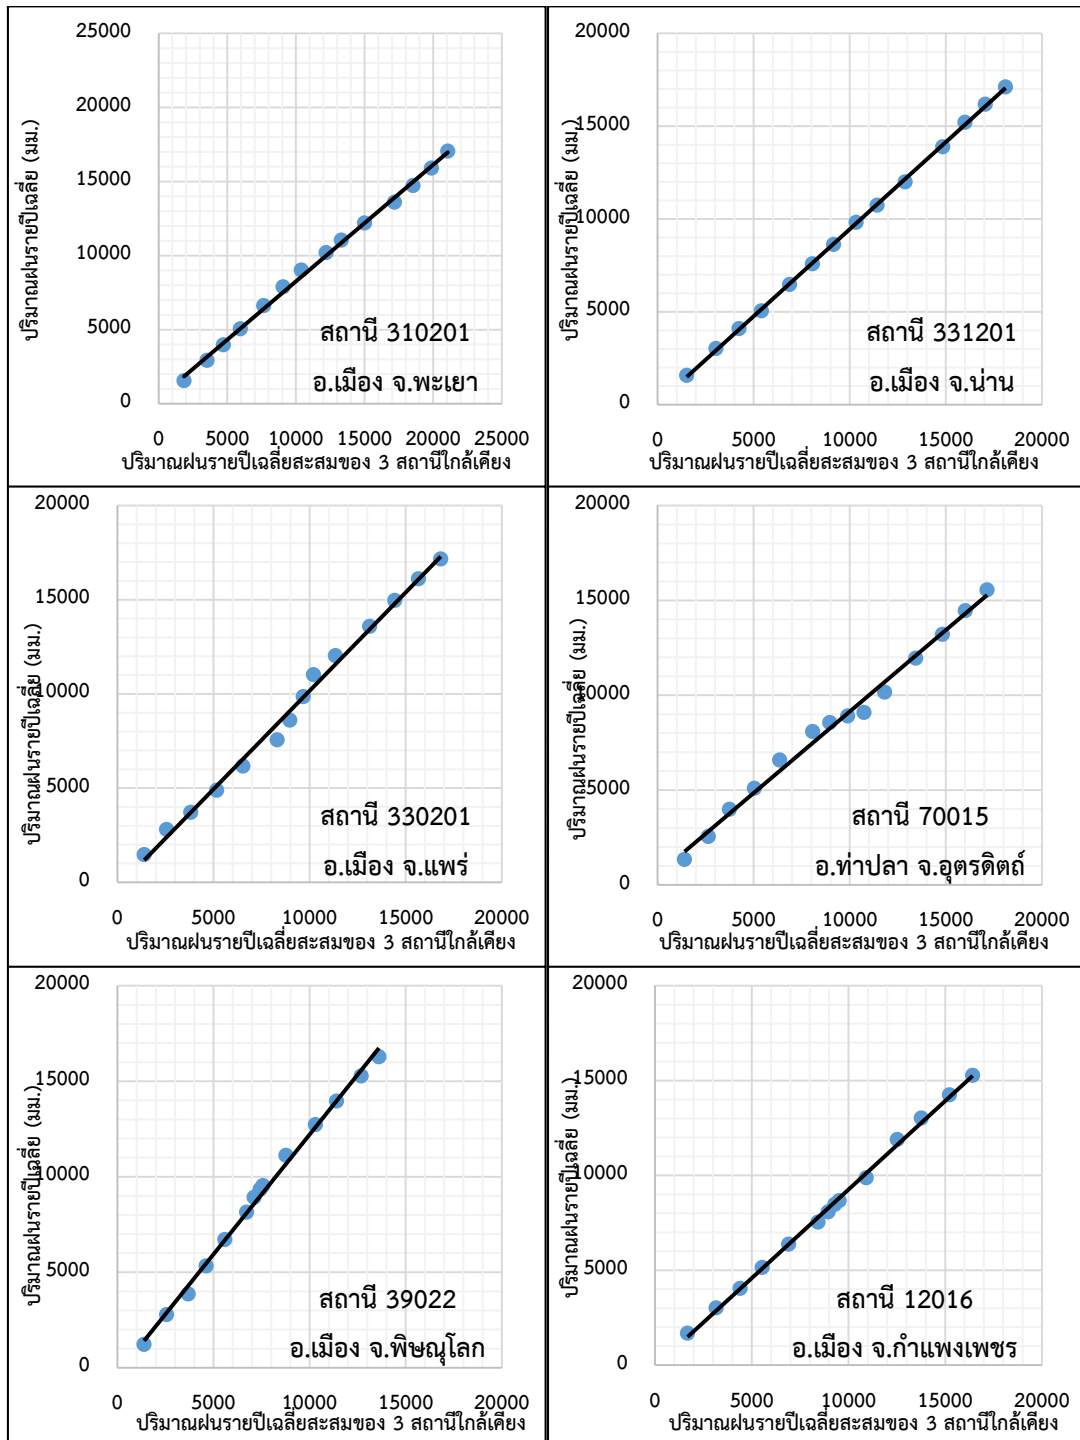 25000
20000
15000
10000
5000
0
ปริมาณฝนรายปีเฉลี่ย (มม.)
สถานี 310201
อ.เมือง จ.พะเยา
0 5000 10000 15000 20000 25000
ปริมาณฝนรายปีเฉลี่ยสะสมของ 3 สถานีใกล้เคียง
20000
15000
10000
5000
0
ปริมาณฝนรายปีเฉลี่ย (มม.)
สถานี 331201
อ.เมือง จ.น่าน
0 5000 10000 15000 20000
ปริมาณฝนรายปีเฉลี่ยสะสมของ 3 สถานีใกล้เคียง
20000
15000
10000
5000
0
ปริมาณฝนรายปีเฉลี่ย (มม.)
สถานี 330201
อ.เมือง จ.แพร่
0 5000 10000 15000 20000
ปริมาณฝนรายปีเฉลี่ยสะสมของ 3 สถานีใกล้เคียง
20000
15000
10000
5000
0
ปริมาณฝนรายปีเฉลี่ย (มม.)
สถานี 70015
อ.ท่าปลา จ.อุตรดิตถ์
0 5000 10000 15000 20000
ปริมาณฝนรายปีเฉลี่ยสะสมของ 3 สถานีใกล้เคียง
20000
15000
10000
5000
0
ปริมาณฝนรายปีเฉลี่ย (มม.)
สถานี 39022
อ.เมือง จ.พิษณุโลก
0 5000 10000 15000 20000
ปริมาณฝนรายปีเฉลี่ยสะสมของ 3 สถานีใกล้เคียง
20000
15000
10000
5000
0
ปริมาณฝนรายปีเฉลี่ย (มม.)
สถานี 12016
อ.เมือง จ.กำแพงเพชร
0 5000 10000 15000 20000
ปริมาณฝนรายปีเฉลี่ยสะสมของ 3 สถานีใกล้เคียง